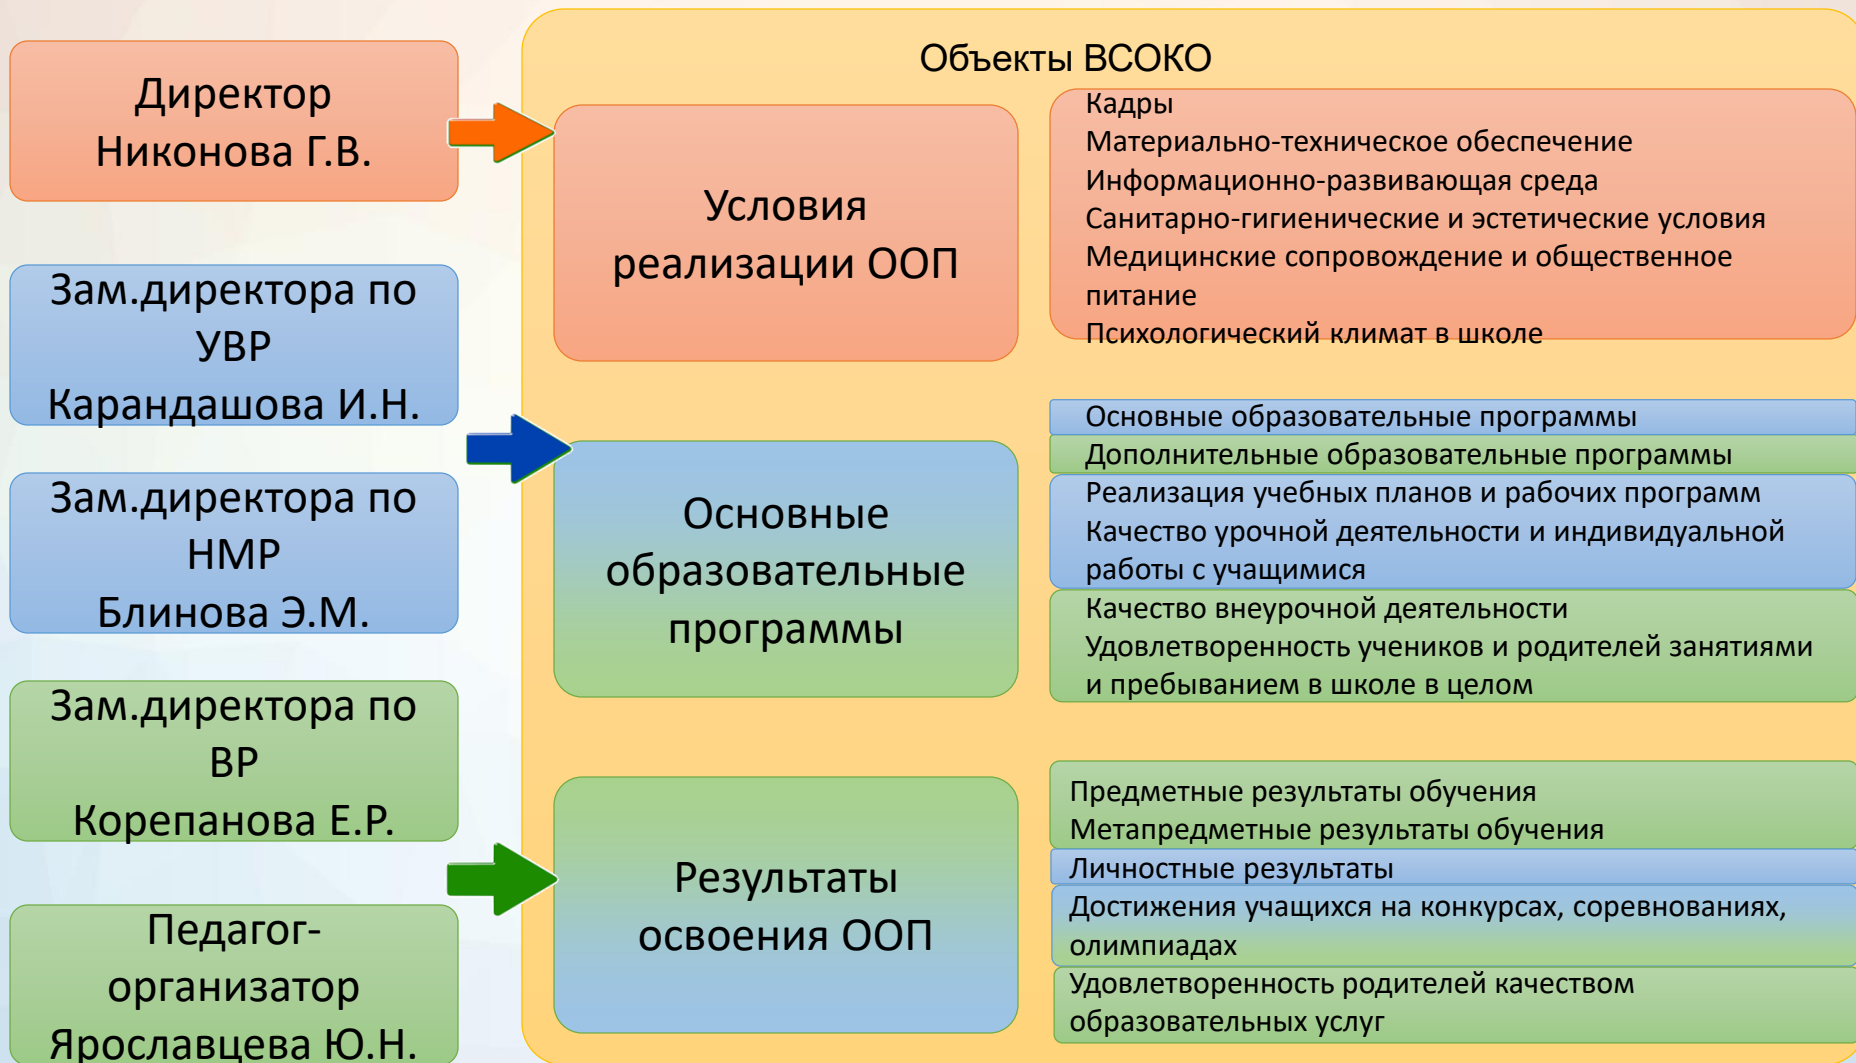 Объекты ВСОКО
Директор
Никонова Г.В.
Зам.директора по
УВР
Карандашова И.Н.
Зам.директора по
НМР
Блинова Э.М.
Зам.директора по
ВР
Корепанова Е.Р.
Педагог-
организатор
Ярославцева Ю.Н.
Условия
реализации ООП
Кадры
Материально-техническое обеспечение
Информационно-развивающая среда
Санитарно-гигиенические и эстетические условия
Медицинские сопровождение и общественное
питание
Психологический климат в школе
Основные
образовательные
программы
Основные образовательные программы
Дополнительные образовательные программы
Реализация учебных планов и рабочих программ
Качество урочной деятельности и индивидуальной
работы с учащимися
Качество внеурочной деятельности
Удовлетворенность учеников и родителей занятиями
и пребыванием в школе в целом
Результаты
освоения ООП
Предметные результаты обучения
Метапредметные результаты обучения
Личностные результаты
Достижения учащихся на конкурсах, соревнованиях,
олимпиадах
Удовлетворенность родителей качеством
образовательных услуг